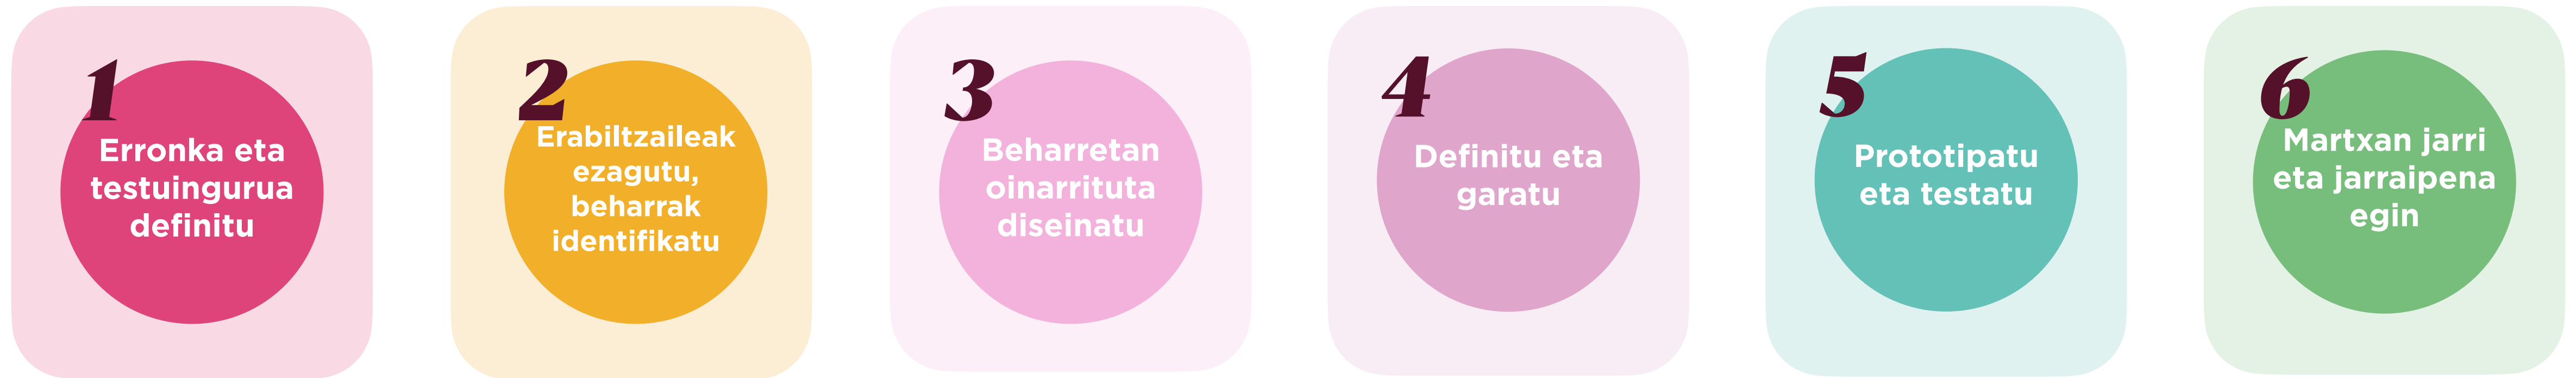 1
Erronka eta
testuingurua
definitu
2
Erabiltzaileak
ezagutu,
beharrak
identifikatu
3
Beharretan
oinarrituta
diseinatu
4
Definitu eta
garatu
5
Prototipatu
eta testatu
6
Martxan jarri
eta jarraipena
egin